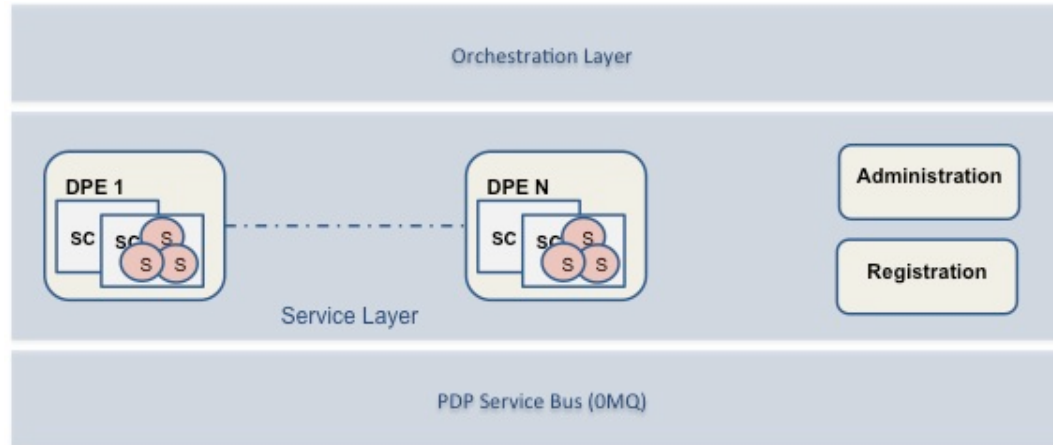 Orchestration Layer
DPE 1
SC
SC
S
S
S
DPE N
SC
SC
S
S
S
Administration
Registration
Service Layer
PDP Service Bus (0MQ)